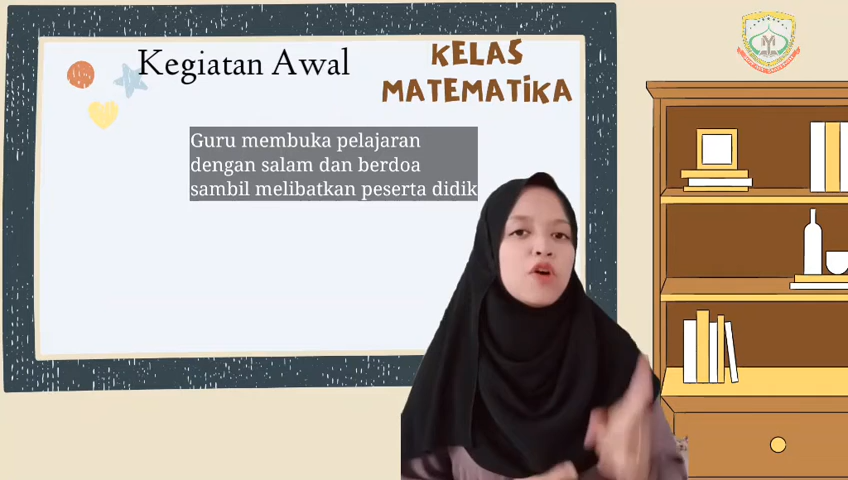 Kegiatan Awal
KELAS
MATEMATIKA
Guru membuka pelajaran
dengan salam dan berdoa
sambil melibatkan peserta didik